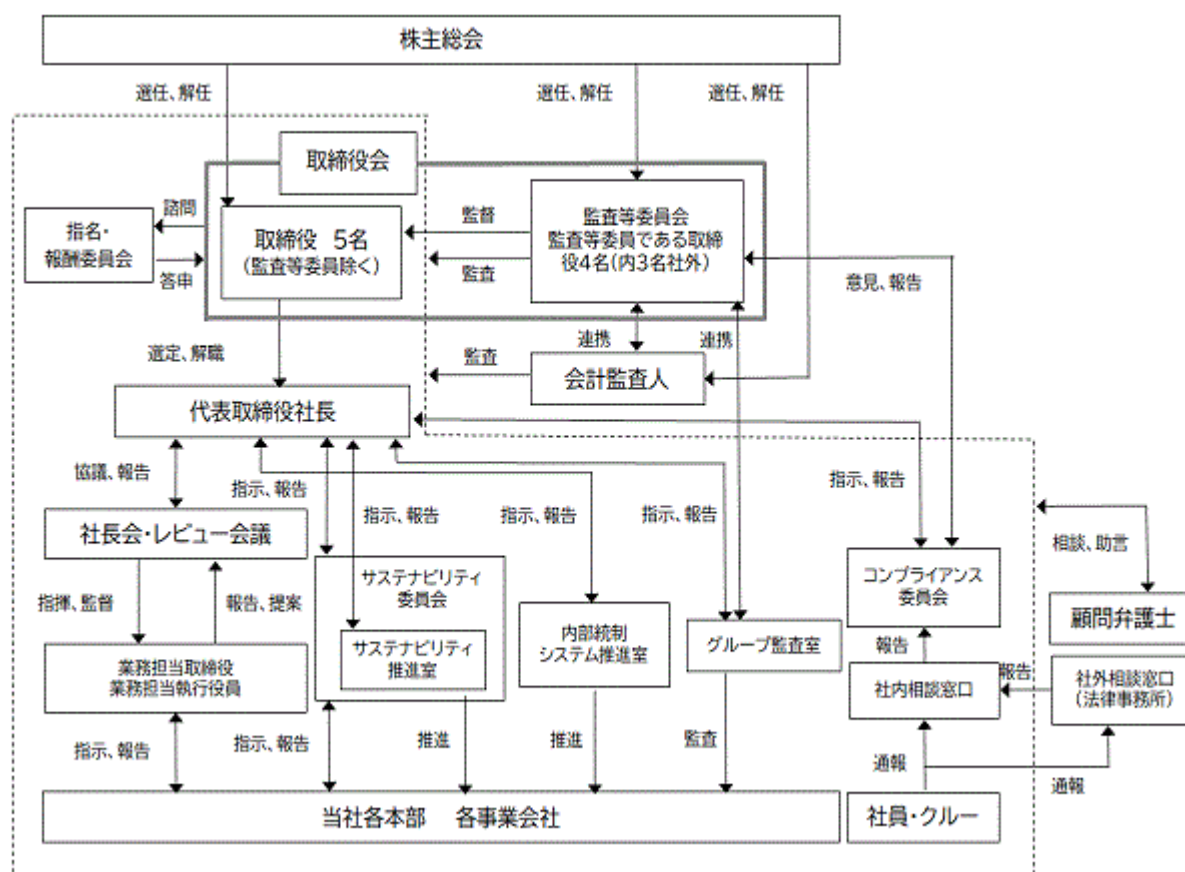 株主総会
選任、解任
選任、解任
選任、解任
取締役会
諮問
指名・
報酬委員会
答申
取締役 5名
(監査等委員除く)
監督
監査
監査等委員会
監査等委員である取締
役4名(内3名社外)
意見、報告
連携
連携
選定、解職
監査
会計監査人
代表取締役社長
協議、報告
指示、報告
指示、報告
指示、報告
指示、報告
指示、報告
相談、助言
社長会・レビュー会議
指揮、監督
報告、提案
サステナビリティ
委員会
サステナビリティ
推進室
内部統制
システム推進室
グループ監査室
コンプライアンス
委員会
顧問弁護士
報告
業務担当取締役
業務担当執行役員
社内相談窓口
報告
社外相談窓口
(法律事務所)
指示、報告
指示、報告
推進
推進
監査
通報
通報
当社各本部 各事業会社
社員・クルー